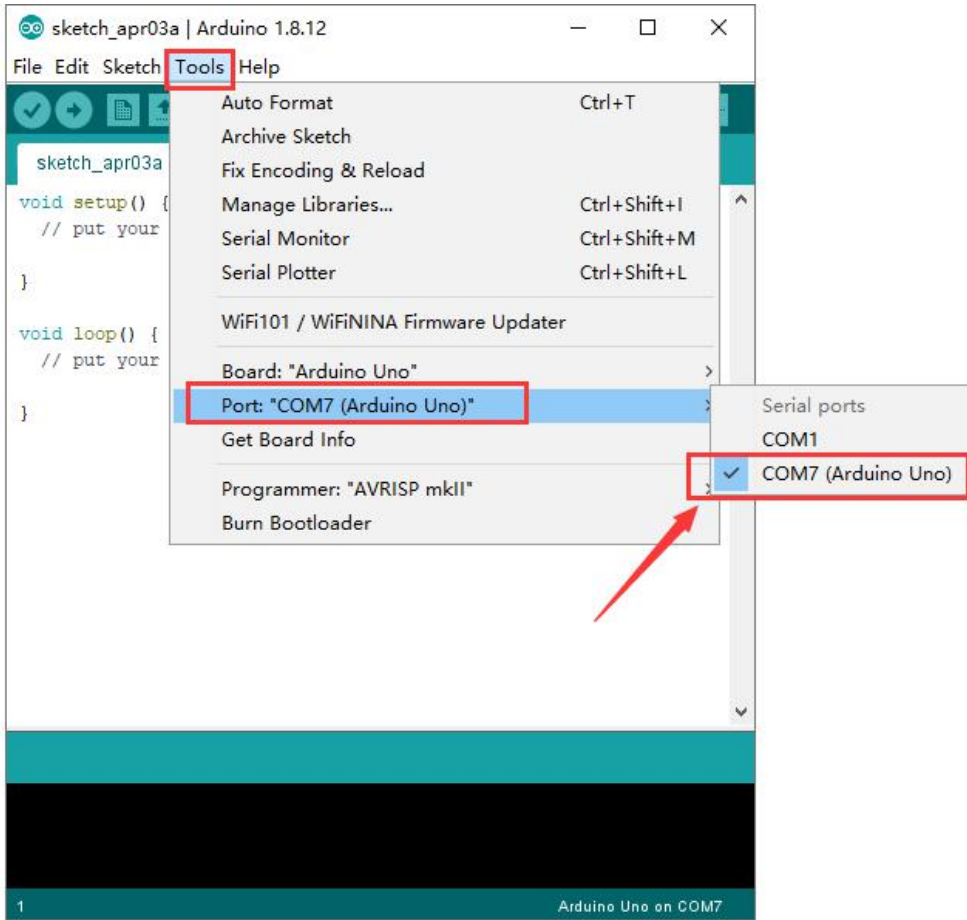 sketch_apr03a | Arduino 1.8.12
File Edit Sketch Tools Help
sketch_apr03a
void setup() {
// put your
}
void loop() {
// put your
}
Auto Format Ctrl+T
Archive Sketch
Fix Encoding & Reload
Manage Libraries... Ctrl+Shift+I
Serial Monitor Ctrl+Shift+M
Serial Plotter Ctrl+Shift+L
WiFi101 / WiFiNINA Firmware Updater
Board: "Arduino Uno"
Port: "COM7 (Arduino Uno)"
Get Board Info
Programmer: "AVRISP mkII"
Burn Bootloader
Serial ports
COM1
COM7 (Arduino Uno)
1 Arduino Uno on COM7